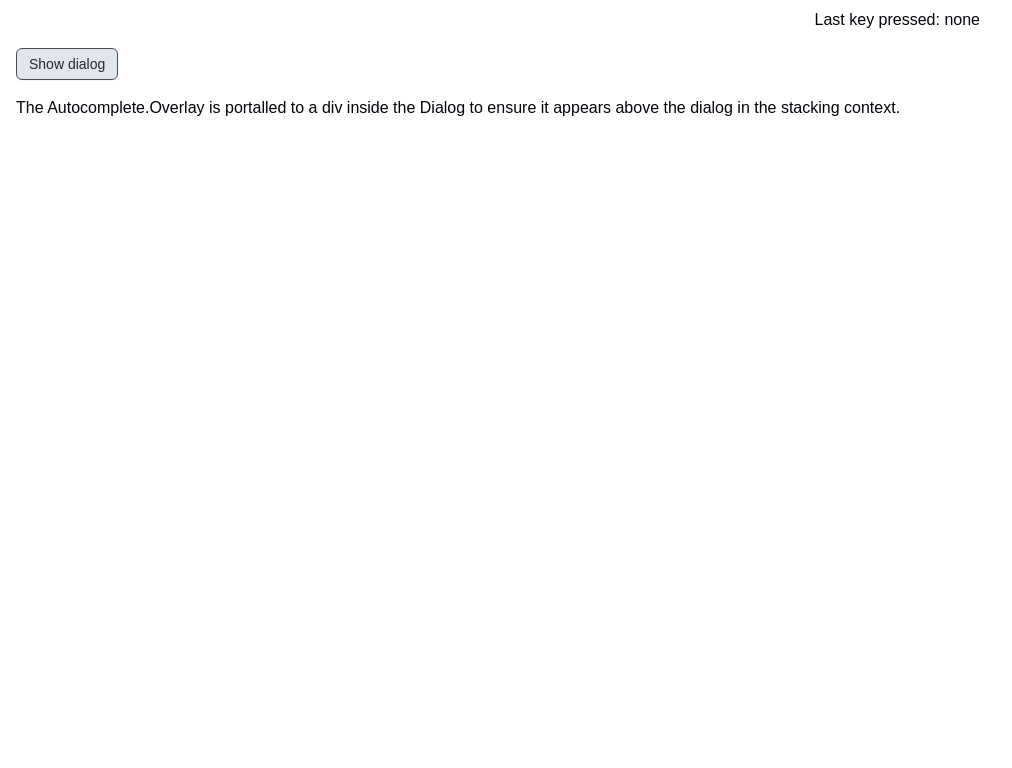 Last key pressed: none
Show dialog
The Autocomplete.Overlay is portalled to a div inside the Dialog to ensure it appears above the dialog in the stacking context.